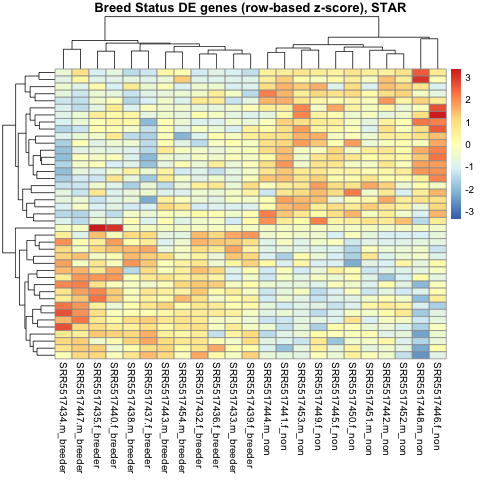 Breed Status DE genes (row-based z-score), STAR
3
2
1
0
-1
-2
-3
SRR5517434.m_breeder
SRR5517447.m_breeder
SRR5517435.f_breeder
SRR5517440.f_breeder
SRR5517438.m_breeder
SRR5517437.f_breeder
SRR5517443.m_breeder
SRR5517454.m_breeder
SRR5517432.f_breeder
SRR5517436.f_breeder
SRR5517433.m_breeder
SRR5517439.f_breeder
SRR5517444.m_non
SRR5517441.f_non
SRR5517453.m_non
SRR5517449.f_non
SRR5517445.f_non
SRR5517450.f_non
SRR5517451.m_non
SRR5517442.m_non
SRR5517452.m_non
SRR5517448.m_non
SRR5517446.f_non